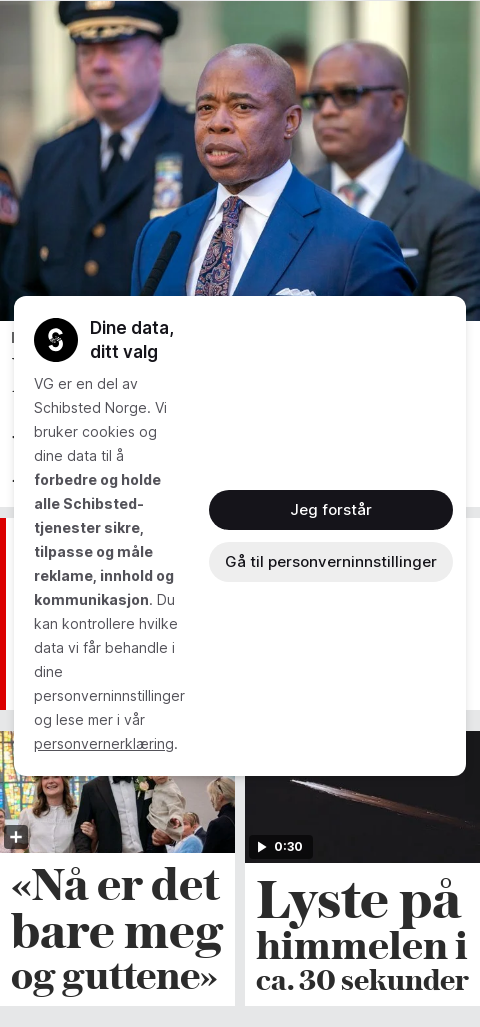 Dine data,
ditt valg
VG er en del av
Schibsted Norge. Vi
bruker cookies og
dine data til å
forbedre og holde
alle Schibsted-
tjenester sikre,
tilpasse og måle
reklame, innhold og
kommunikasjon. Du
kan kontrollere hvilke
data vi får behandle i
dine
personverninnstillinger
og lese mer i vår
personvernerklæring.
Jeg forstår
Gå til personverninnstillinger
0:30
«Nå er det
bare meg
og guttene»
Lyste på
himmelen i
ca. 30 sekunder